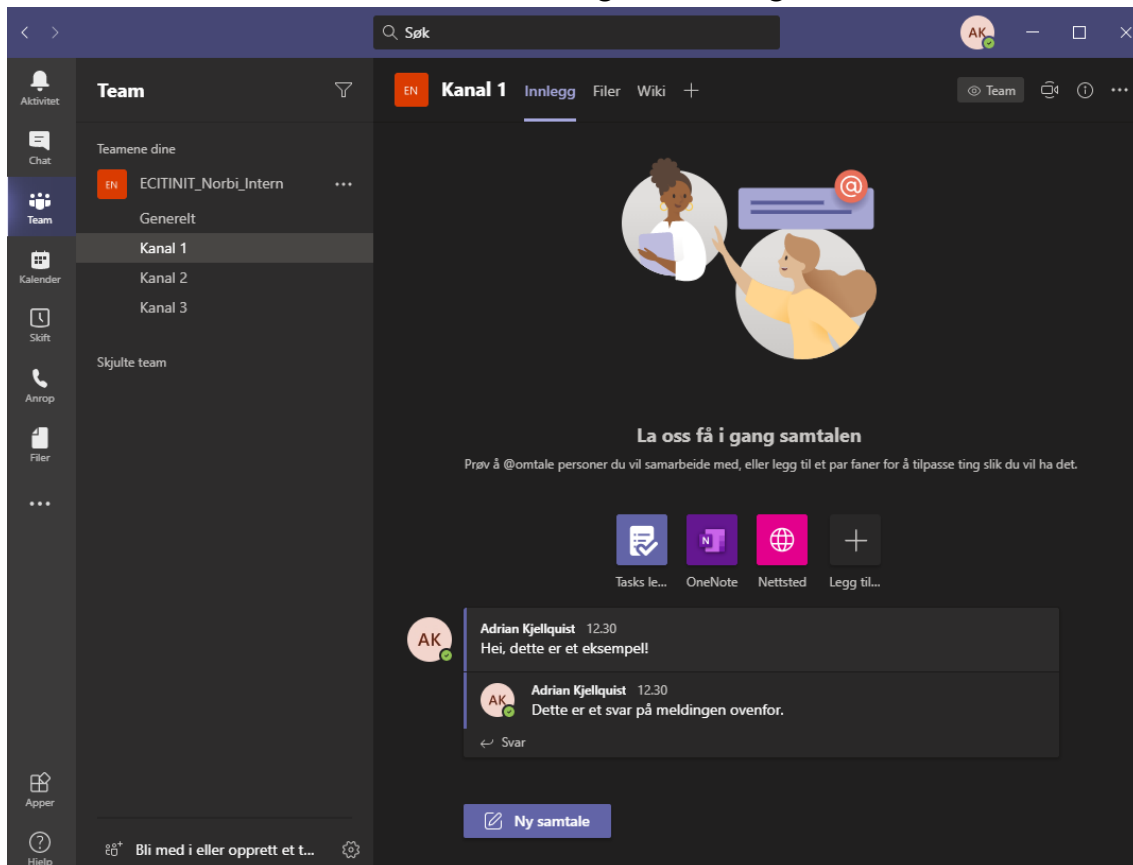 Søk
AK
Aktivitet
Chat
Team
Kalender
Skift
Anrop
Filer
Apper
Hjelp
Team
Teamene dine
EN ECITINIT_Norbi_Intern
Generelt
Kanal 1
Kanal 2
Kanal 3
Skjulte team
Bli med i eller opprett et t...
EN Kanal 1 Innlegg Filer Wiki
Team
@
La oss få i gang samtalen
Prøv å @omtale personer du vil samarbeide med, eller legg til et par faner for å tilpasse ting slik du vil ha det.
N
Tasks le... OneNote Nettsted Legg til...
AK
Adrian Kjellquist 12.30
Hei, dette er et eksempel!
AK
Adrian Kjellquist 12.30
Dette er et svar på meldingen ovenfor.
Svar
Ny samtale